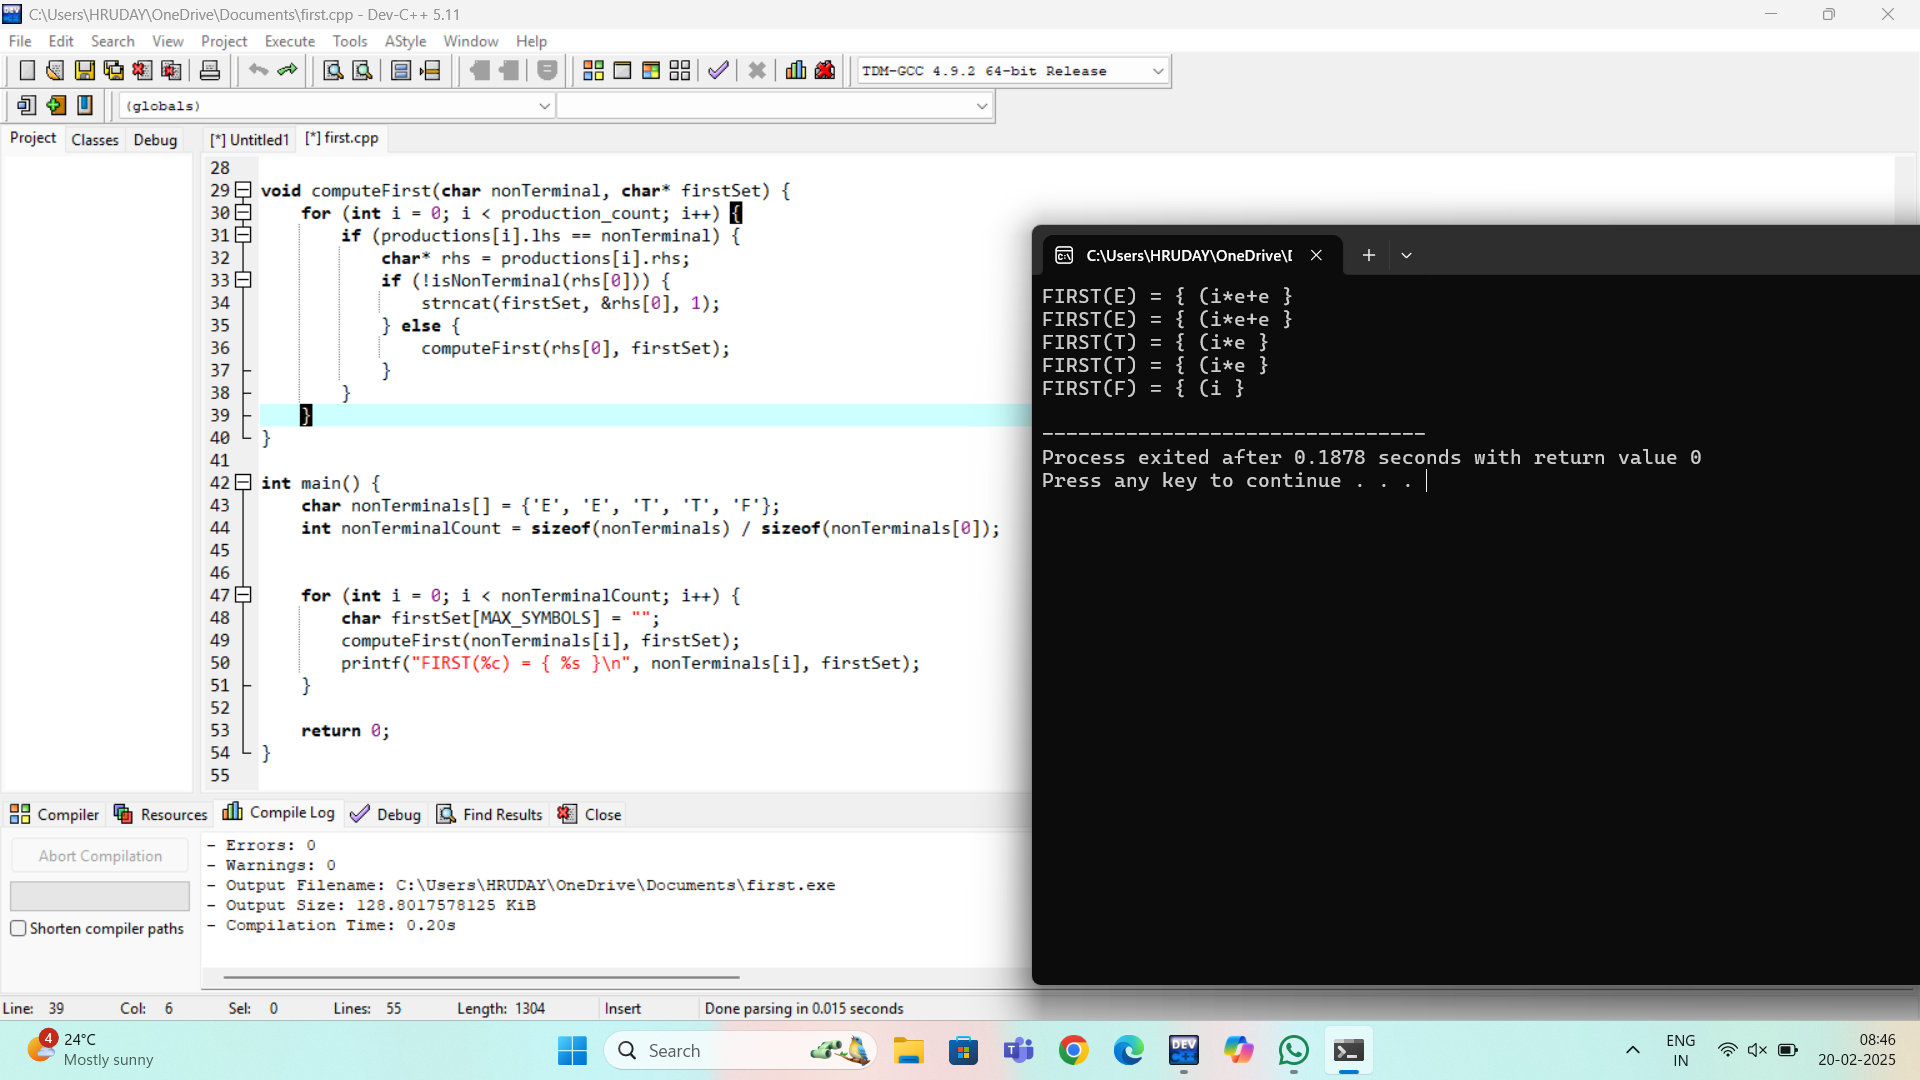 C:\Users\HRUDAY\OneDrive\Documents\first.cpp - Dev-C++ 5.11
File Edit Search View Project Execute Tools AStyle Window Help
TDM-GCC 4.9.2 64-bit Release
(globals)
Project Classes Debug [*] Untitled1 [*] first.cpp
28
29 void computeFirst(char nonTerminal, char* firstSet) {
30 for (int i = 0; i < production_count; i++) {
31 if (productions[i].lhs == nonTerminal) {
32 char* rhs = productions[i].rhs;
33 if (!isNonTerminal(rhs[0])) {
34 strncat(firstSet, &rhs[0], 1);
35 } else {
36 computeFirst(rhs[0], firstSet);
37 }
38 }
39 }
40 }
41
42 int main() {
43 char nonTerminals[] = {'E', 'E', 'T', 'T', 'F'};
44 int nonTerminalCount = sizeof(nonTerminals) / sizeof(nonTerminals[0]);
45
46
47 for (int i = 0; i < nonTerminalCount; i++) {
48 char firstSet[MAX_SYMBOLS] = "";
49 computeFirst(nonTerminals[i], firstSet);
50 printf("FIRST(%c) = { %s }\n", nonTerminals[i], firstSet);
51 }
52
53 return 0;
54 }
55
C:\Users\HRUDAY\OneDrive\
FIRST(E) = { (i*e+e }
FIRST(E) = { (i*e+e }
FIRST(T) = { (i*e }
FIRST(T) = { (i*e }
FIRST(F) = { (i }
--------------------------------
Process exited after 0.1878 seconds with return value 0
Press any key to continue . . .
Compiler Resources Compile Log Debug Find Results Close
Abort Compilation
Shorten compiler paths
- Errors: 0
- Warnings: 0
- Output Filename: C:\Users\HRUDAY\OneDrive\Documents\first.exe
- Output Size: 128.8017578125 KiB
- Compilation Time: 0.20s
Line: 39 Col: 6 Sel: 0 Lines: 55 Length: 1304 Insert Done parsing in 0.015 seconds
4
24°C
Mostly sunny
Search
DEV
ENG
IN
08:46
20-02-2025